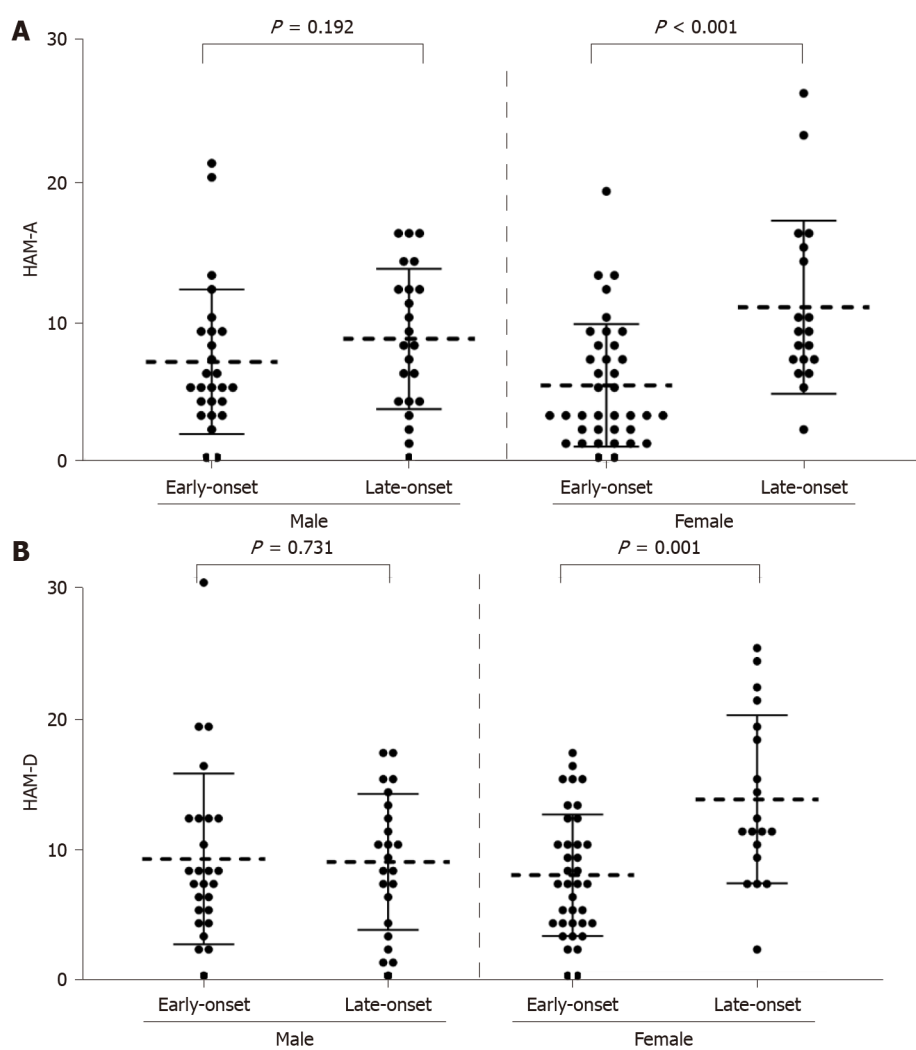 A
P = 0.192
P < 0.001
30
20
10
0
HAM-A
Early-onset
Late-onset
Early-onset
Late-onset
Male
Female
B
P = 0.731
P = 0.001
30
20
10
0
HAM-D
Early-onset
Late-onset
Early-onset
Late-onset
Male
Female